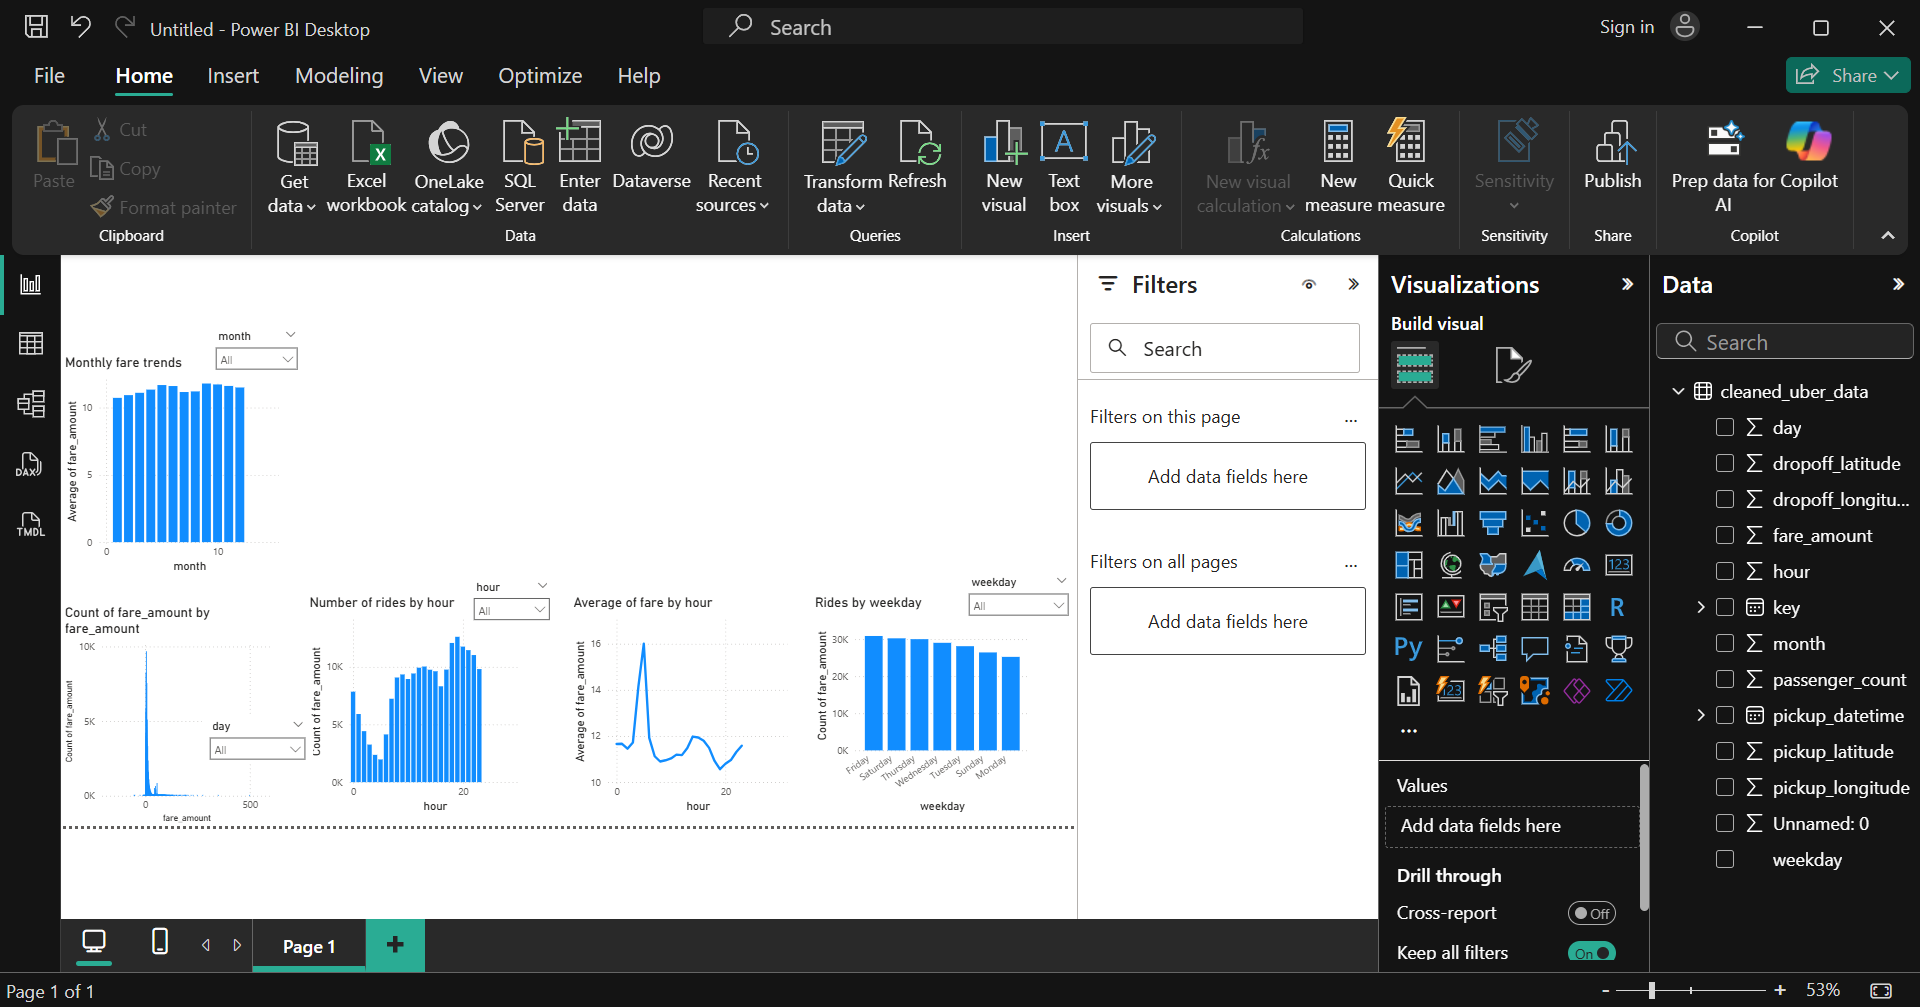 Untitled - Power BI Desktop
Search
Sign in
File
Home
Insert
Modeling
View
Optimize
Help
Share
Paste
Cut
Copy
Format painter
Clipboard
Get data
Excel workbook
OneLake catalog
SQL Server
Enter data
Dataverse
Recent sources
Data
Transform data
Refresh
Queries
New visual
Text box
More visuals
Insert
New visual calculation
New measure
Quick measure
Calculations
Sensitivity
Sensitivity
Publish
Share
Prep data for AI
Copilot
Copilot
DAX
TMDL
month
All
Monthly fare trends
Average of fare_amount
10
5
0
0
10
month
Count of fare_amount by fare_amount
Count of fare_amount
10K
5K
0K
0
500
fare_amount
day
All
Number of rides by hour
hour
All
Count of fare_amount
10K
5K
0K
0
20
hour
Average of fare by hour
Average of fare_amount
16
14
12
10
0
20
hour
Rides by weekday
weekday
All
Count of fare_amount
30K
20K
10K
0K
Friday
Saturday
Thursday
Wednesday
Tuesday
Sunday
Monday
weekday
Filters
Search
Filters on this page
...
Add data fields here
Filters on all pages
...
Add data fields here
Visualizations
Build visual
123
R
Py
123
...
Values
Add data fields here
Drill through
Cross-report
Off
Keep all filters
On
Data
Search
cleaned_uber_data
day
dropoff_latitude
dropoff_longitu...
fare_amount
hour
key
month
passenger_count
pickup_datetime
pickup_latitude
pickup_longitude
Unnamed: 0
weekday
Page 1
Page 1 of 1
53%